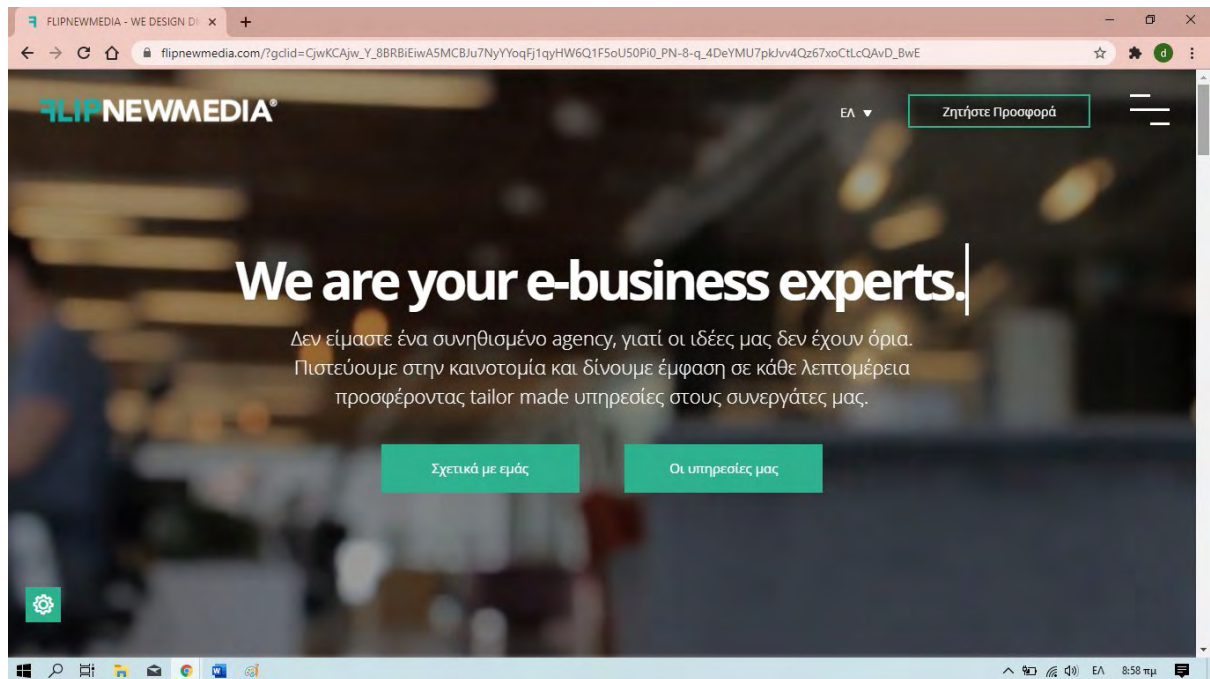 FLIPNEWMEDIA - WE DESIGN DI
flipnewmedia.com/?gclid=CjwKCAjw_Y_8BRBiEiwA5MCBJu7NyYYoqFj1qyHW6Q1F5oU50Pi0_PN-8-q_4DeYMU7pkJvv4Qz67xoCtLcQAvD_BwE
d
FLIPNEWMEDIA®
ΕΛ
Ζητήστε Προσφορά
We are your e-business experts.
Δεν είμαστε ένα συνηθισμένο agency, γιατί οι ιδέες μας δεν έχουν όρια.
Πιστεύουμε στην καινοτομία και δίνουμε έμφαση σε κάθε λεπτομέρεια
προσφέροντας tailor made υπηρεσίες στους συνεργάτες μας.
Σχετικά με εμάς
Οι υπηρεσίες μας
ΕΛ
8:58 πμ